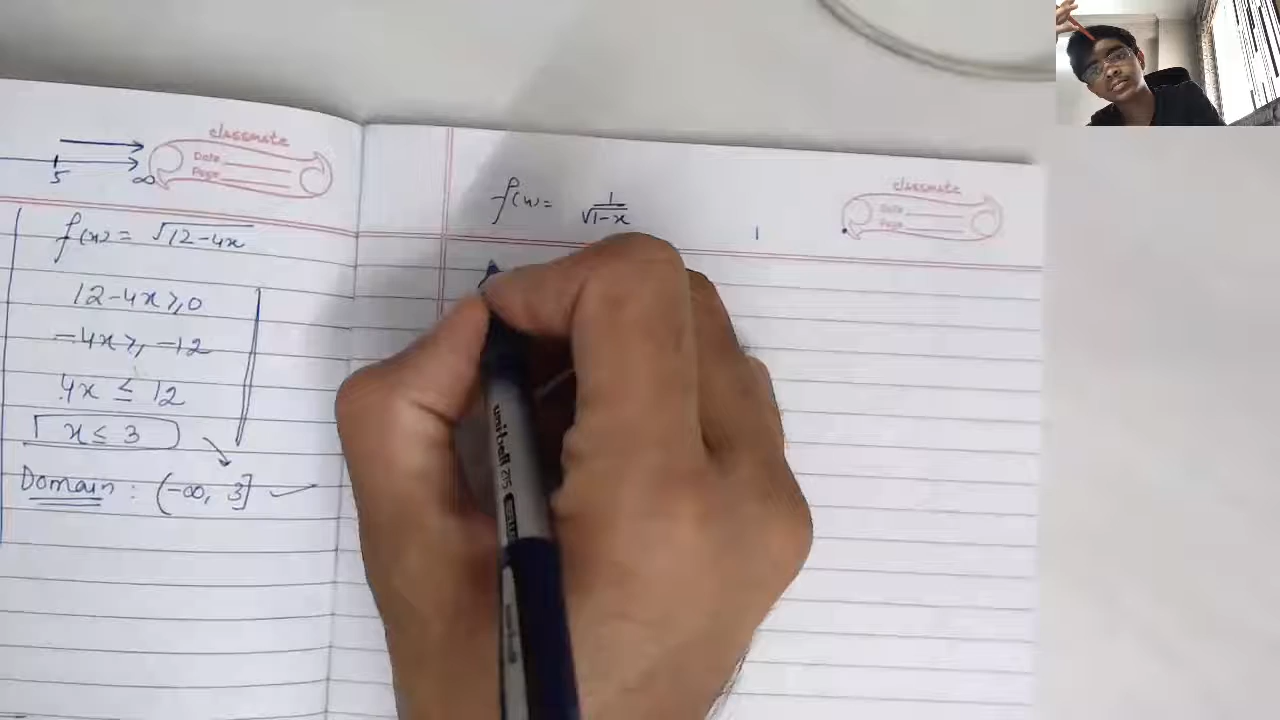 5 ∞
classmate
Date
Page
f(x) = √12-4x
12-4x ≥ 0
-4x ≥ -12
4x ≤ 12
x ≤ 3
Domain : (-∞, 3]
f(x) = 1/√1-x
classmate
Date
Page
uniball